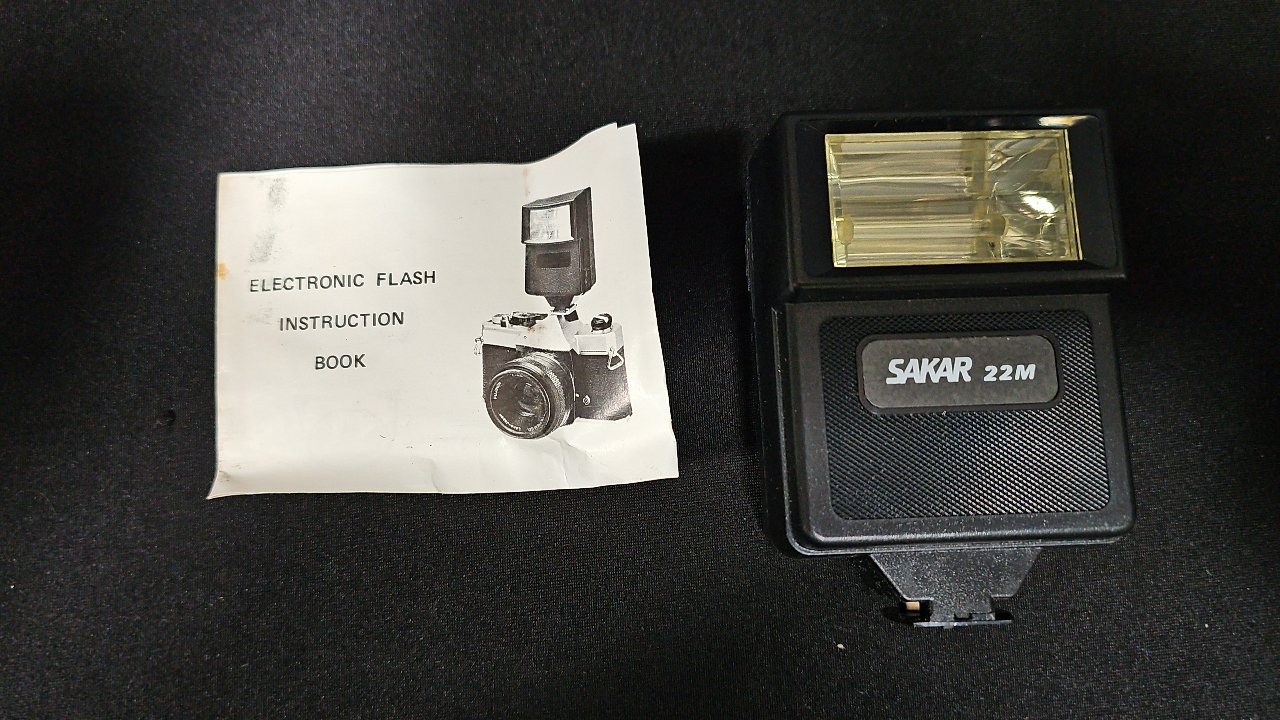 ELECTRONIC FLASH
INSTRUCTION
BOOK
SAKAR 22M